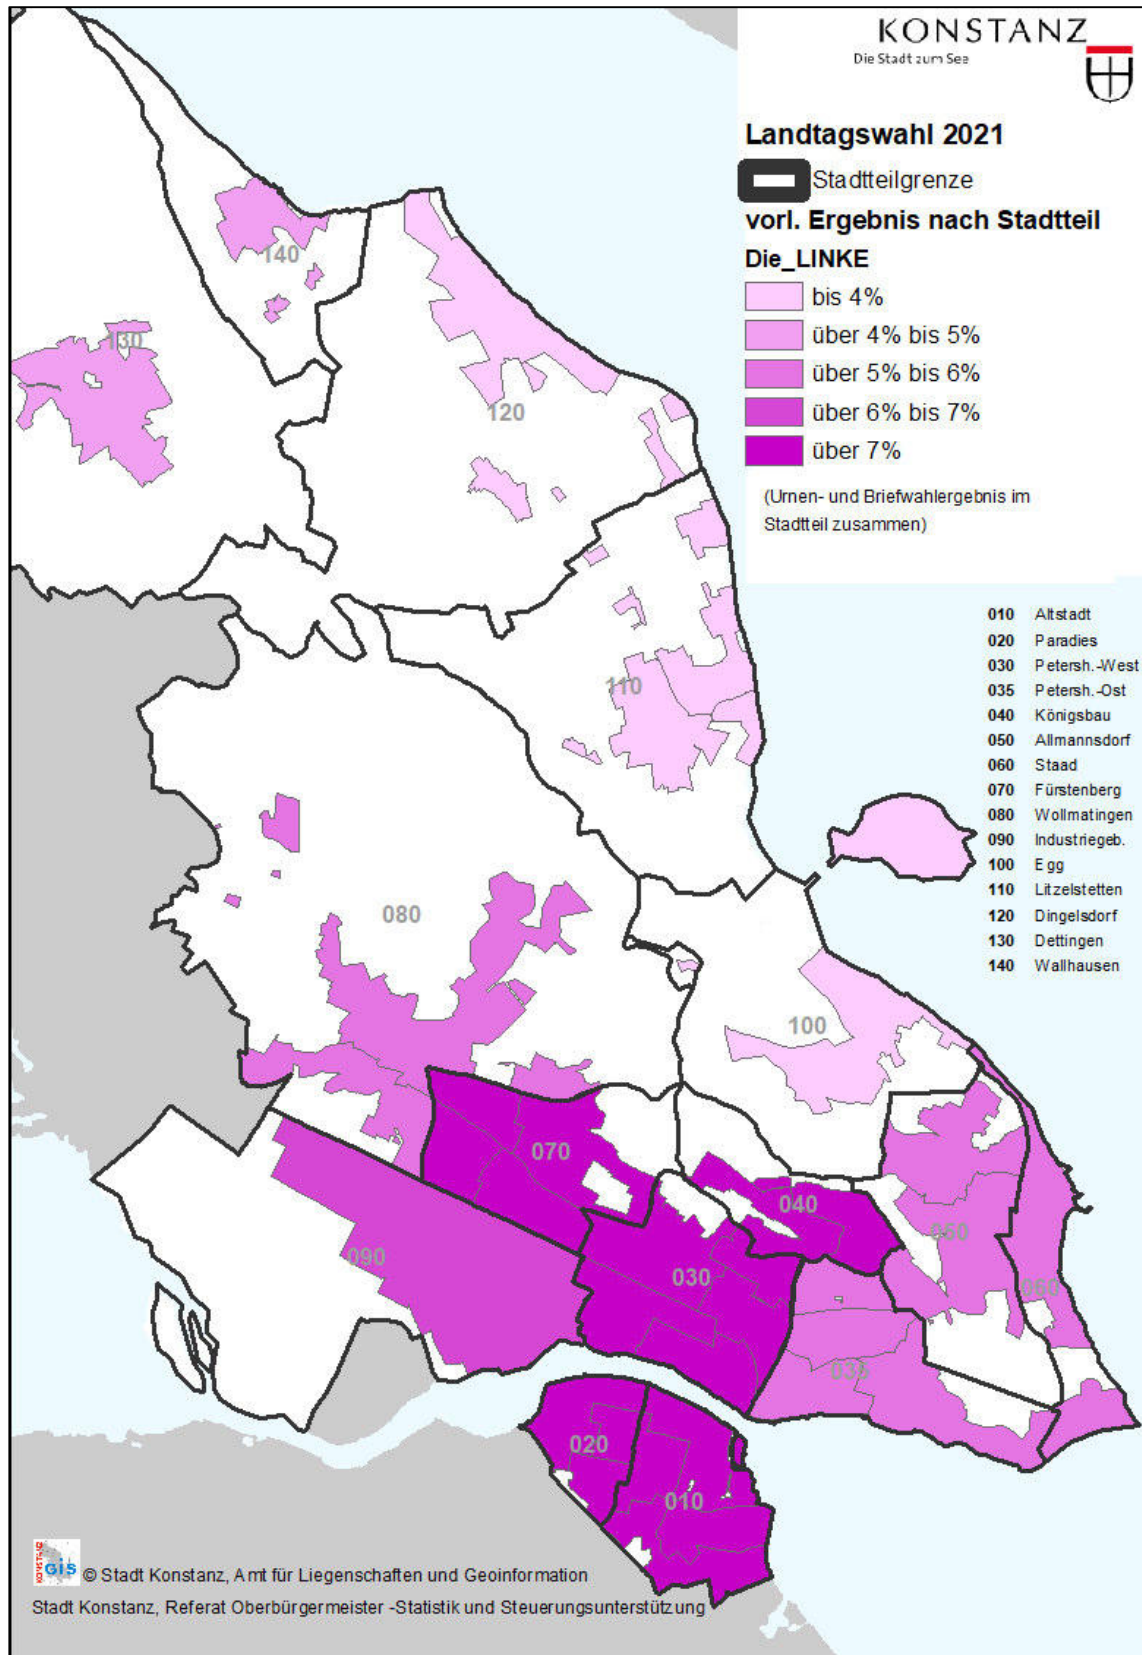 KONSTANZ
Die Stadt zum See
Landtagswahl 2021
Stadtteilgrenze
vorl. Ergebnis nach Stadtteil
Die_LINKE
bis 4%
über 4% bis 5%
über 5% bis 6%
über 6% bis 7%
über 7%
(Urnen- und Briefwahlergebnis im
Stadtteil zusammen)
010 Altstadt
020 Paradies
030 Petersh.-West
035 Petersh.-Ost
040 Königsbau
050 Allmannsdorf
060 Staad
070 Fürstenberg
080 Wollmatingen
090 Industriegeb.
100 Egg
110 Litzelstetten
120 Dingelsdorf
130 Dettingen
140 Wallhausen
140
130
120
110
080
100
070
040
050
060
030
090
035
020
010
KONSTANZ
GIS
© Stadt Konstanz, Amt für Liegenschaften und Geoinformation
Stadt Konstanz, Referat Oberbürgermeister -Statistik und Steuerungsunterstützung